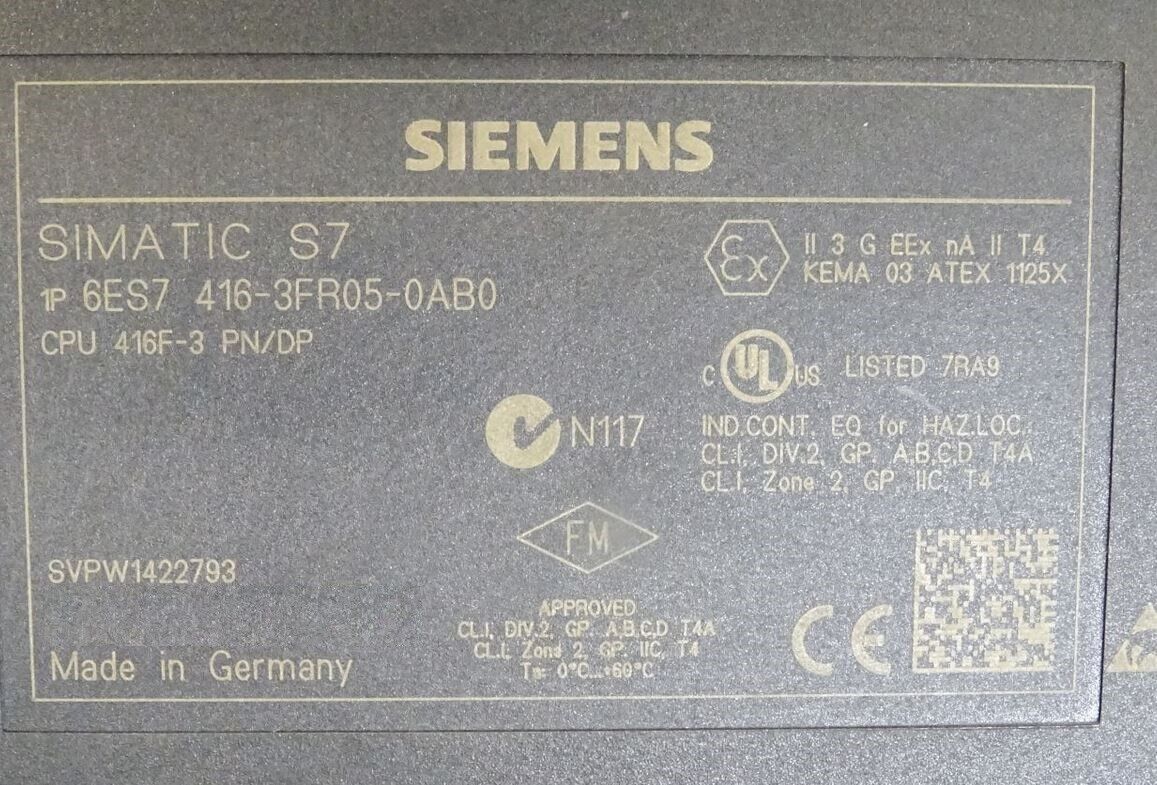 SIEMENS
SIMATIC S7
1P 6ES7 416-3FR05-0AB0
CPU 416F-3 PN/DP
Ex II 3 G EEx nA II T4
KEMA 03 ATEX 1125X
C UL US LISTED 7RA9
IND.CONT. EQ for HAZ.LOC.
CL.I, DIV.2, GP. A,B,C,D T4A
CL.I, Zone 2, GP. IIC, T4
N117
FM
SVPW1422793
APPROVED
CL.I, DIV.2, GP. A,B,C,D T4A
CL.I, Zone 2, GP. IIC, T4
Ta: 0°C...+60°C
CE
Made in Germany